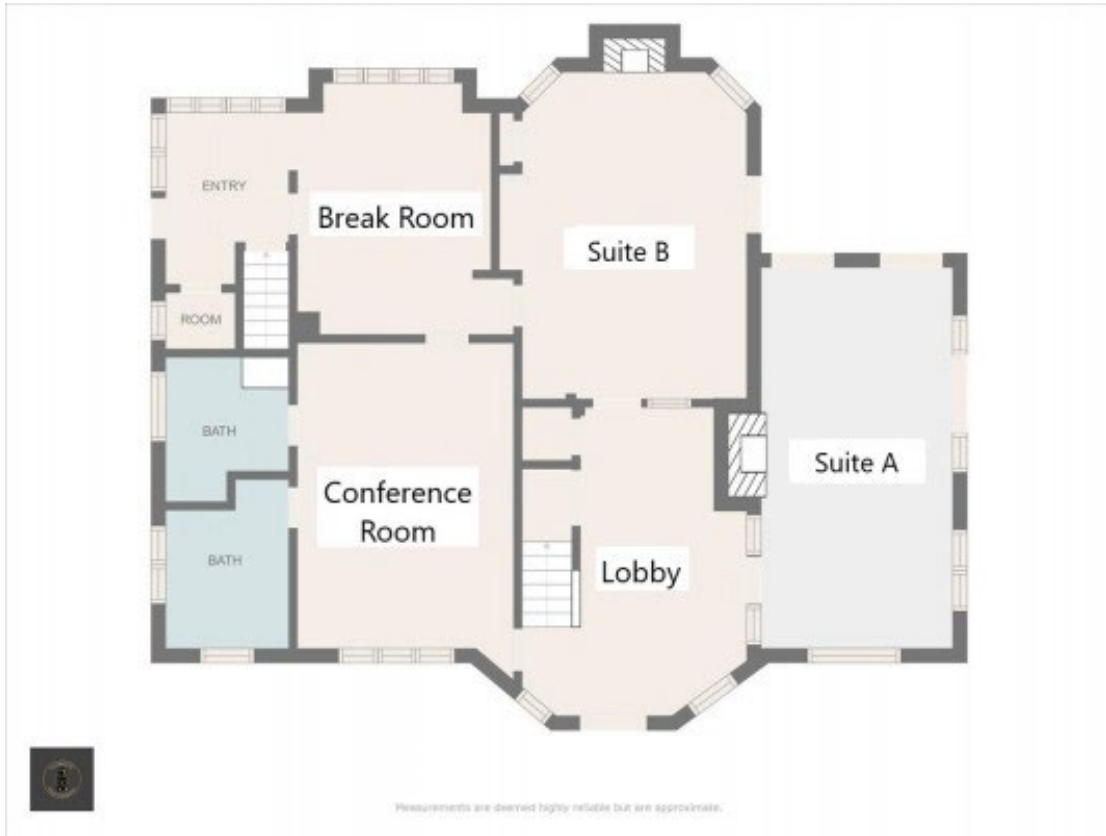 ENTRY
Break Room
Suite B
ROOM
BATH
Suite A
Conference
Room
BATH
Lobby
Measurements are deemed highly reliable but are approximate.